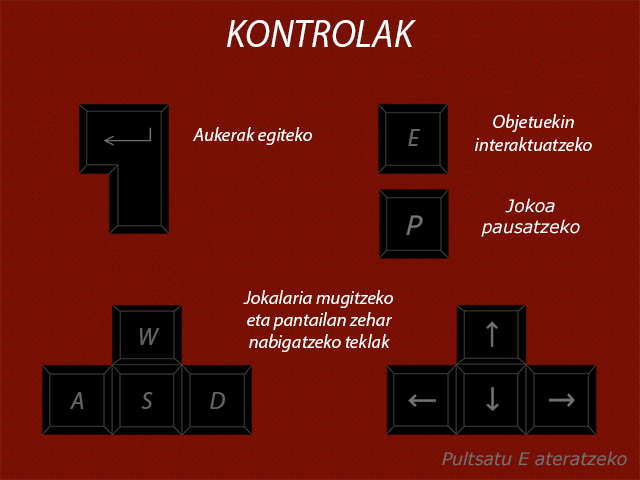 KONTROLAK
Aukerak egiteko
E
Objetuekin
interaktuatzeko
P
Jokoa
pausatzeko
Jokalaria mugitzeko
eta pantailan zehar
nabigatzeko teklak
W
A S D
Pultsatu E ateratzeko